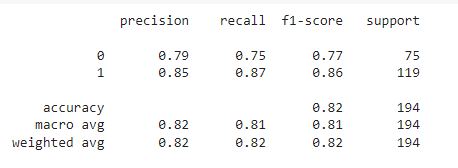 precision recall f1-score support
0 0.79 0.75 0.77 75
1 0.85 0.87 0.86 119
accuracy 0.82 194
macro avg 0.82 0.81 0.81 194
weighted avg 0.82 0.82 0.82 194